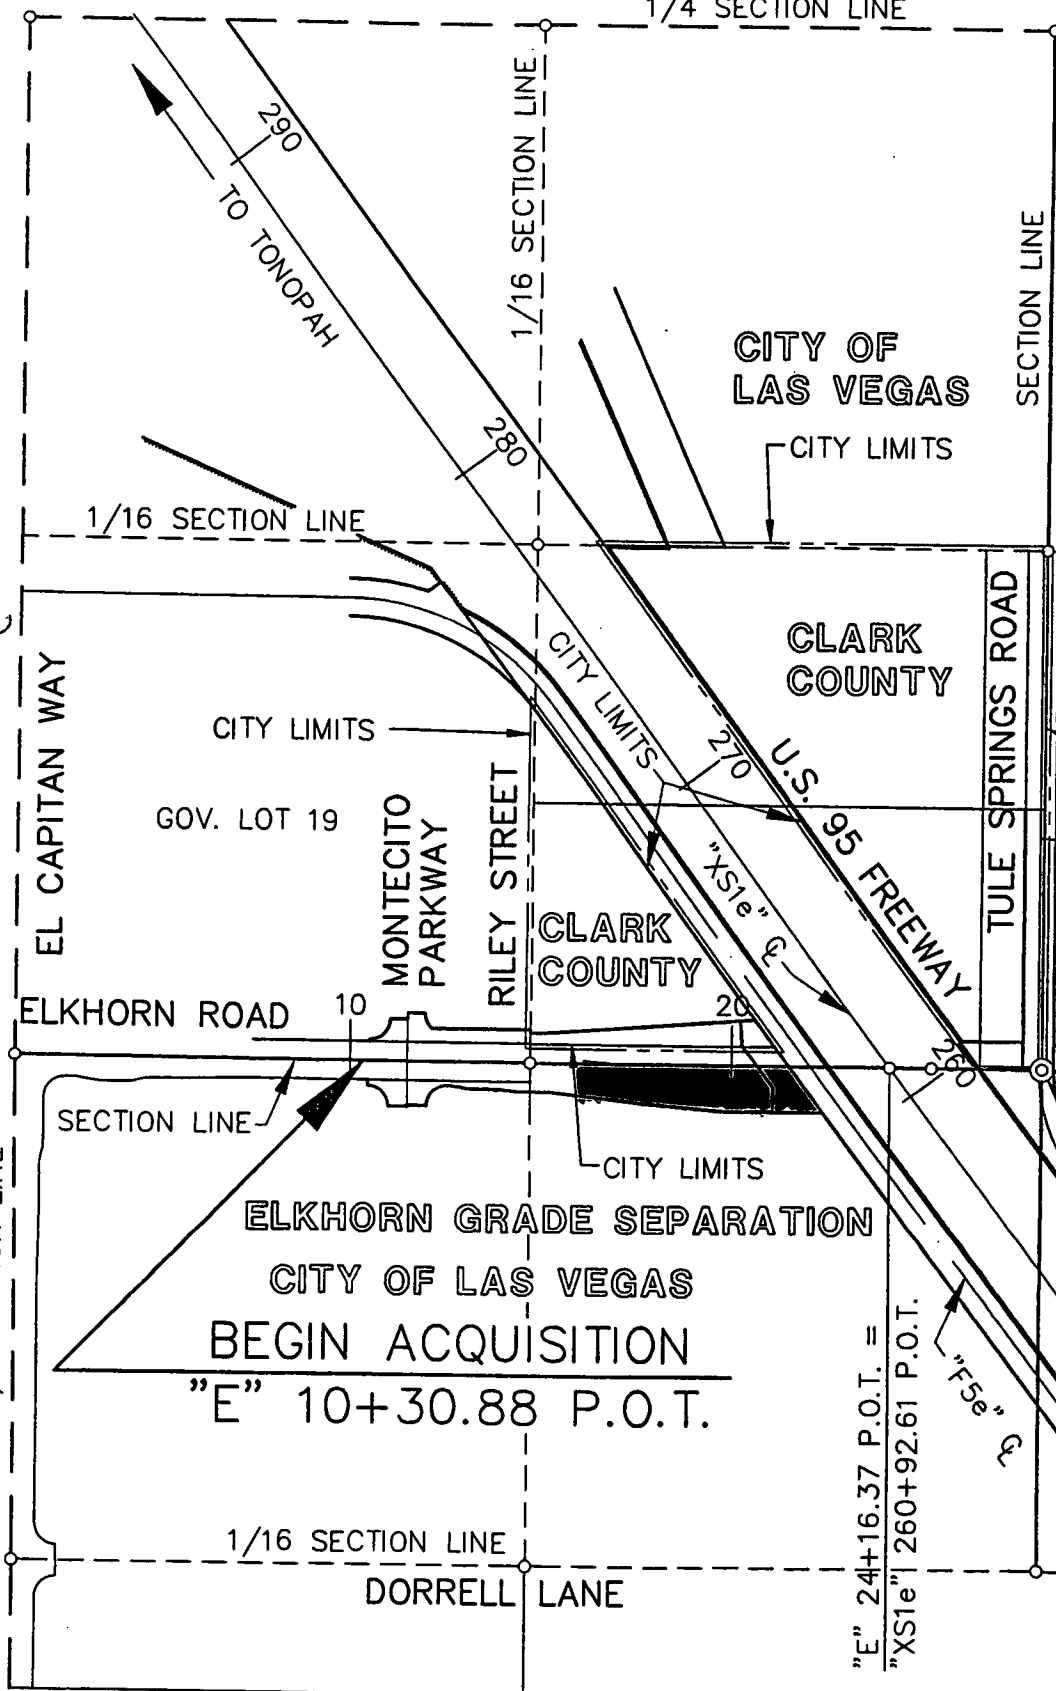 1/4 SECTION LINE
290
TO TONOPAH
1/16 SECTION LINE
SECTION LINE
CITY OF
LAS VEGAS
CITY LIMITS
280
1/16 SECTION LINE
CLARK
COUNTY
TULE SPRINGS ROAD
CITY LIMITS
EL CAPITAN WAY
CITY LIMITS
270
U.S. 95 FREEWAY
GOV. LOT 19
MONTECITO
PARKWAY
RILEY STREET
"XS1e" ℄
CLARK
COUNTY
ELKHORN ROAD
10
20
260
SECTION LINE
CITY LIMITS
ELKHORN GRADE SEPARATION
CITY OF LAS VEGAS
BEGIN ACQUISITION
"E" 10+30.88 P.O.T.
"E" 24+16.37 P.O.T. =
"XS1e" 260+92.61 P.O.T.
"F5e" ℄
1/16 SECTION LINE
DORRELL LANE